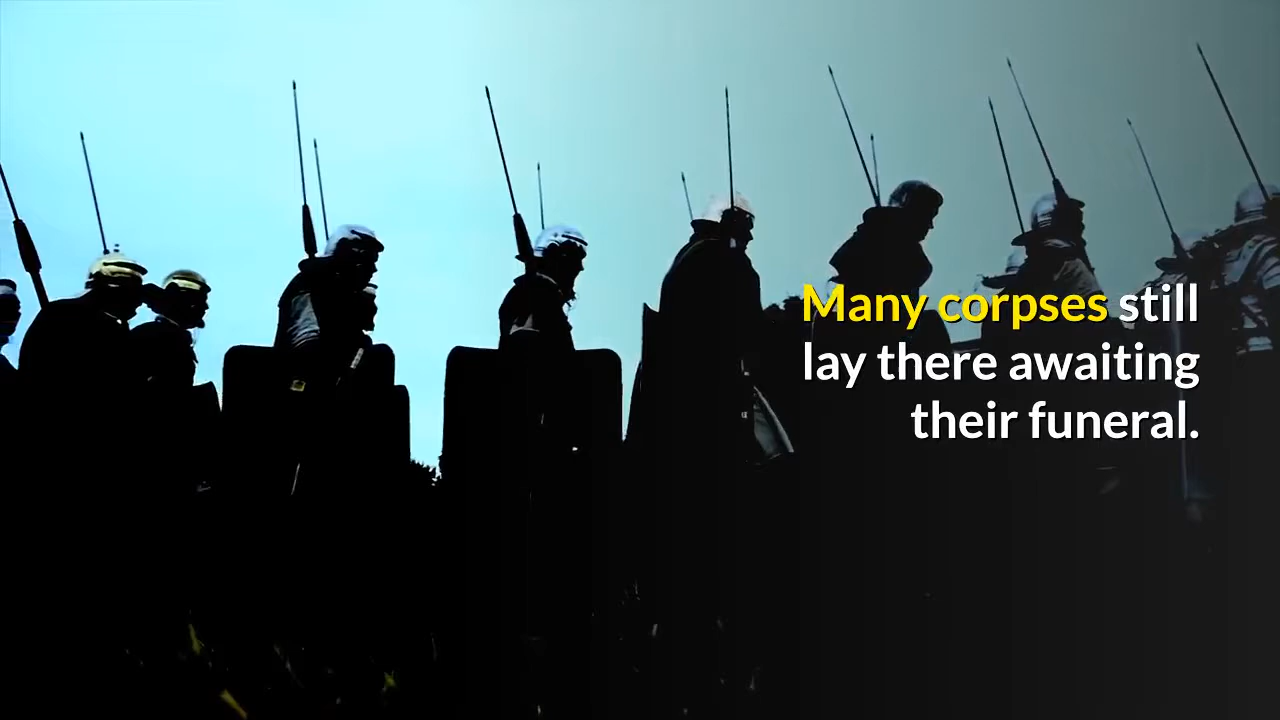 Many corpses still
lay there awaiting
their funeral.